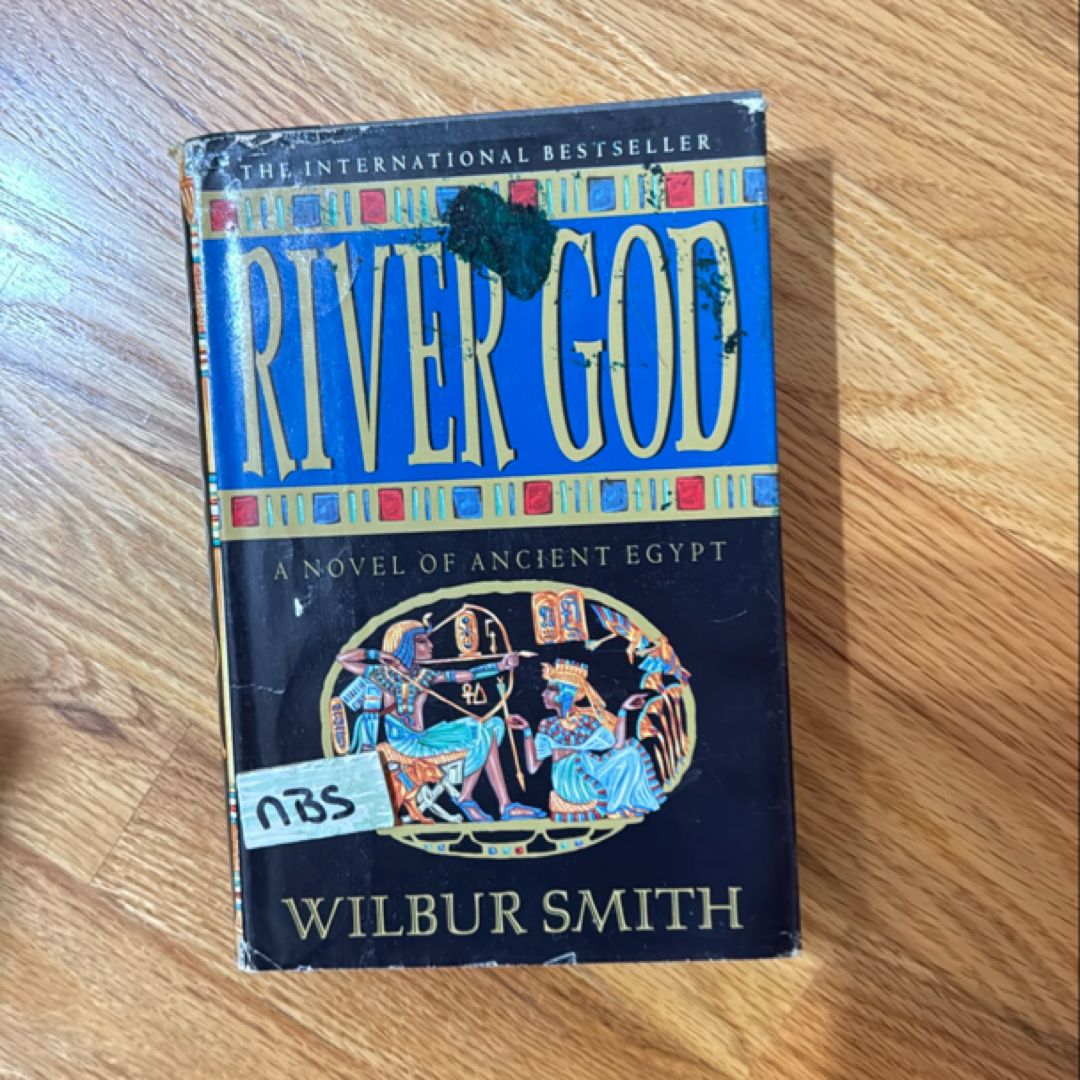 THE INTERNATIONAL BESTSELLER
RIVER GOD
A NOVEL OF ANCIENT EGYPT
NBS
WILBUR SMITH